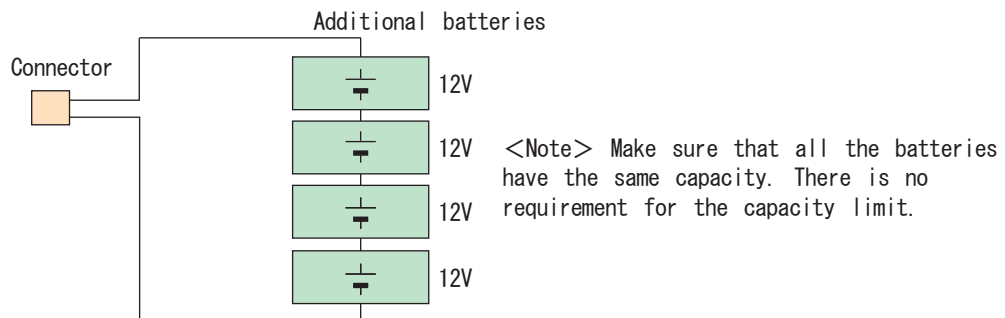 Additional batteries
Connector
12V
12V
＜Note＞ Make sure that all the batteries
have the same capacity. There is no
requirement for the capacity limit.
12V
12V